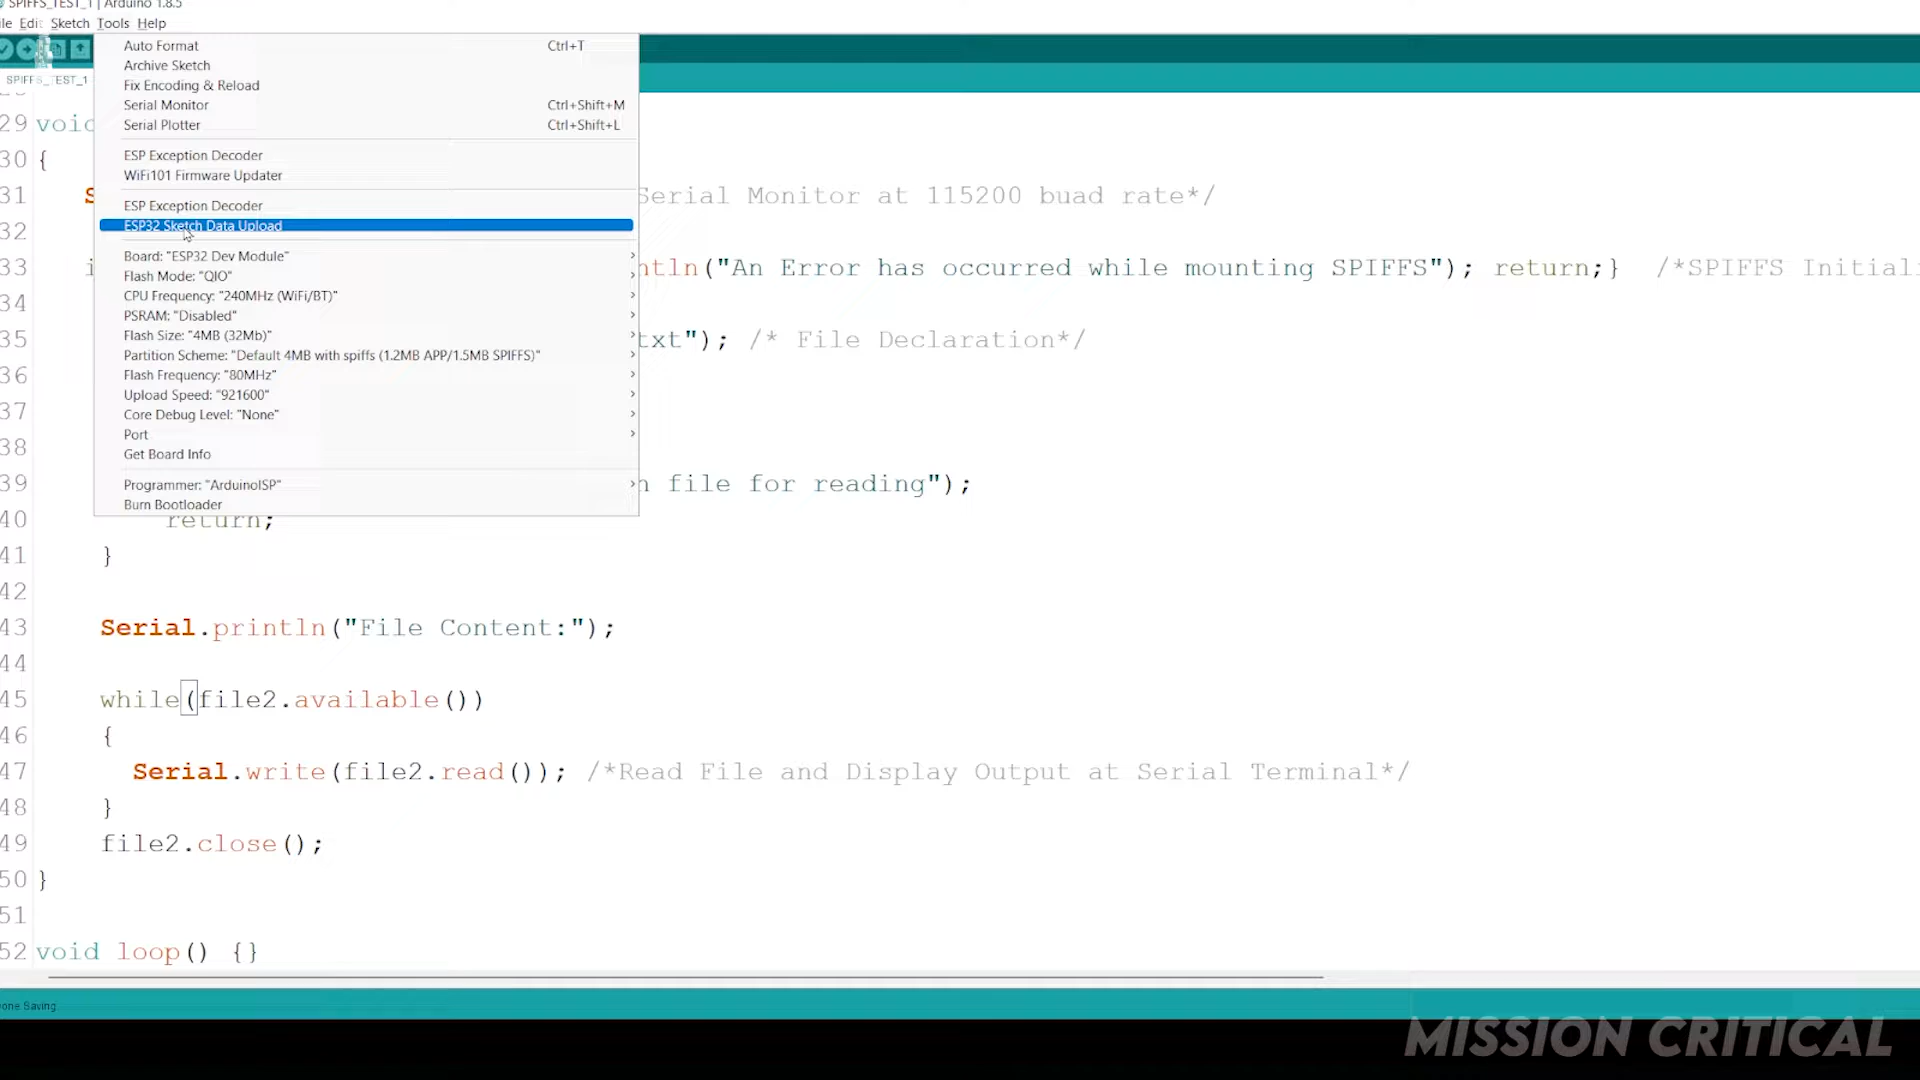 SPIFFS_TEST_1 | Arduino 1.8.5
File Edit Sketch Tools Help
SPIFFS_TEST_1
Auto Format Ctrl+T
Archive Sketch
Fix Encoding & Reload
Serial Monitor Ctrl+Shift+M
Serial Plotter Ctrl+Shift+L
ESP Exception Decoder
WiFi101 Firmware Updater
ESP Exception Decoder
ESP32 Sketch Data Upload
Board: "ESP32 Dev Module"
Flash Mode: "QIO"
CPU Frequency: "240MHz (WiFi/BT)"
PSRAM: "Disabled"
Flash Size: "4MB (32Mb)"
Partition Scheme: "Default 4MB with spiffs (1.2MB APP/1.5MB SPIFFS)"
Flash Frequency: "80MHz"
Upload Speed: "921600"
Core Debug Level: "None"
Port
Get Board Info
Programmer: "ArduinoISP"
Burn Bootloader
29 void
30 {
31 S Serial Monitor at 115200 buad rate*/
32
33 i ntln("An Error has occurred while mounting SPIFFS"); return;} /*SPIFFS Initiali
34
35 txt"); /* File Declaration*/
36
37
38
39 n file for reading");
40 return;
41 }
42
43 Serial.println("File Content:");
44
45 while(file2.available())
46 {
47 Serial.write(file2.read()); /*Read File and Display Output at Serial Terminal*/
48 }
49 file2.close();
50 }
51
52 void loop() {}
one Saving
MISSION CRITICAL